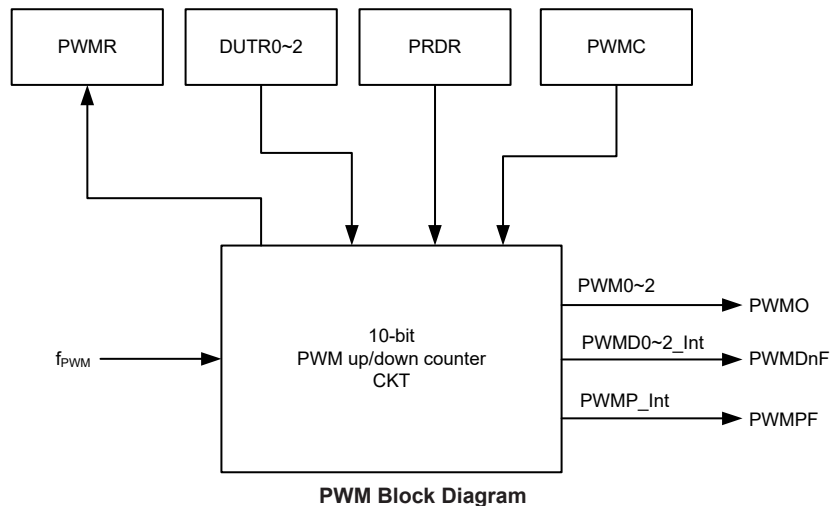 PWMR
DUTR0~2
PRDR
PWMC
PWM0~2
PWMO
10-bit
PWM up/down counter
CKT
fPWM
PWMD0~2_Int
PWMDnF
PWMP_Int
PWMPF
PWM Block Diagram